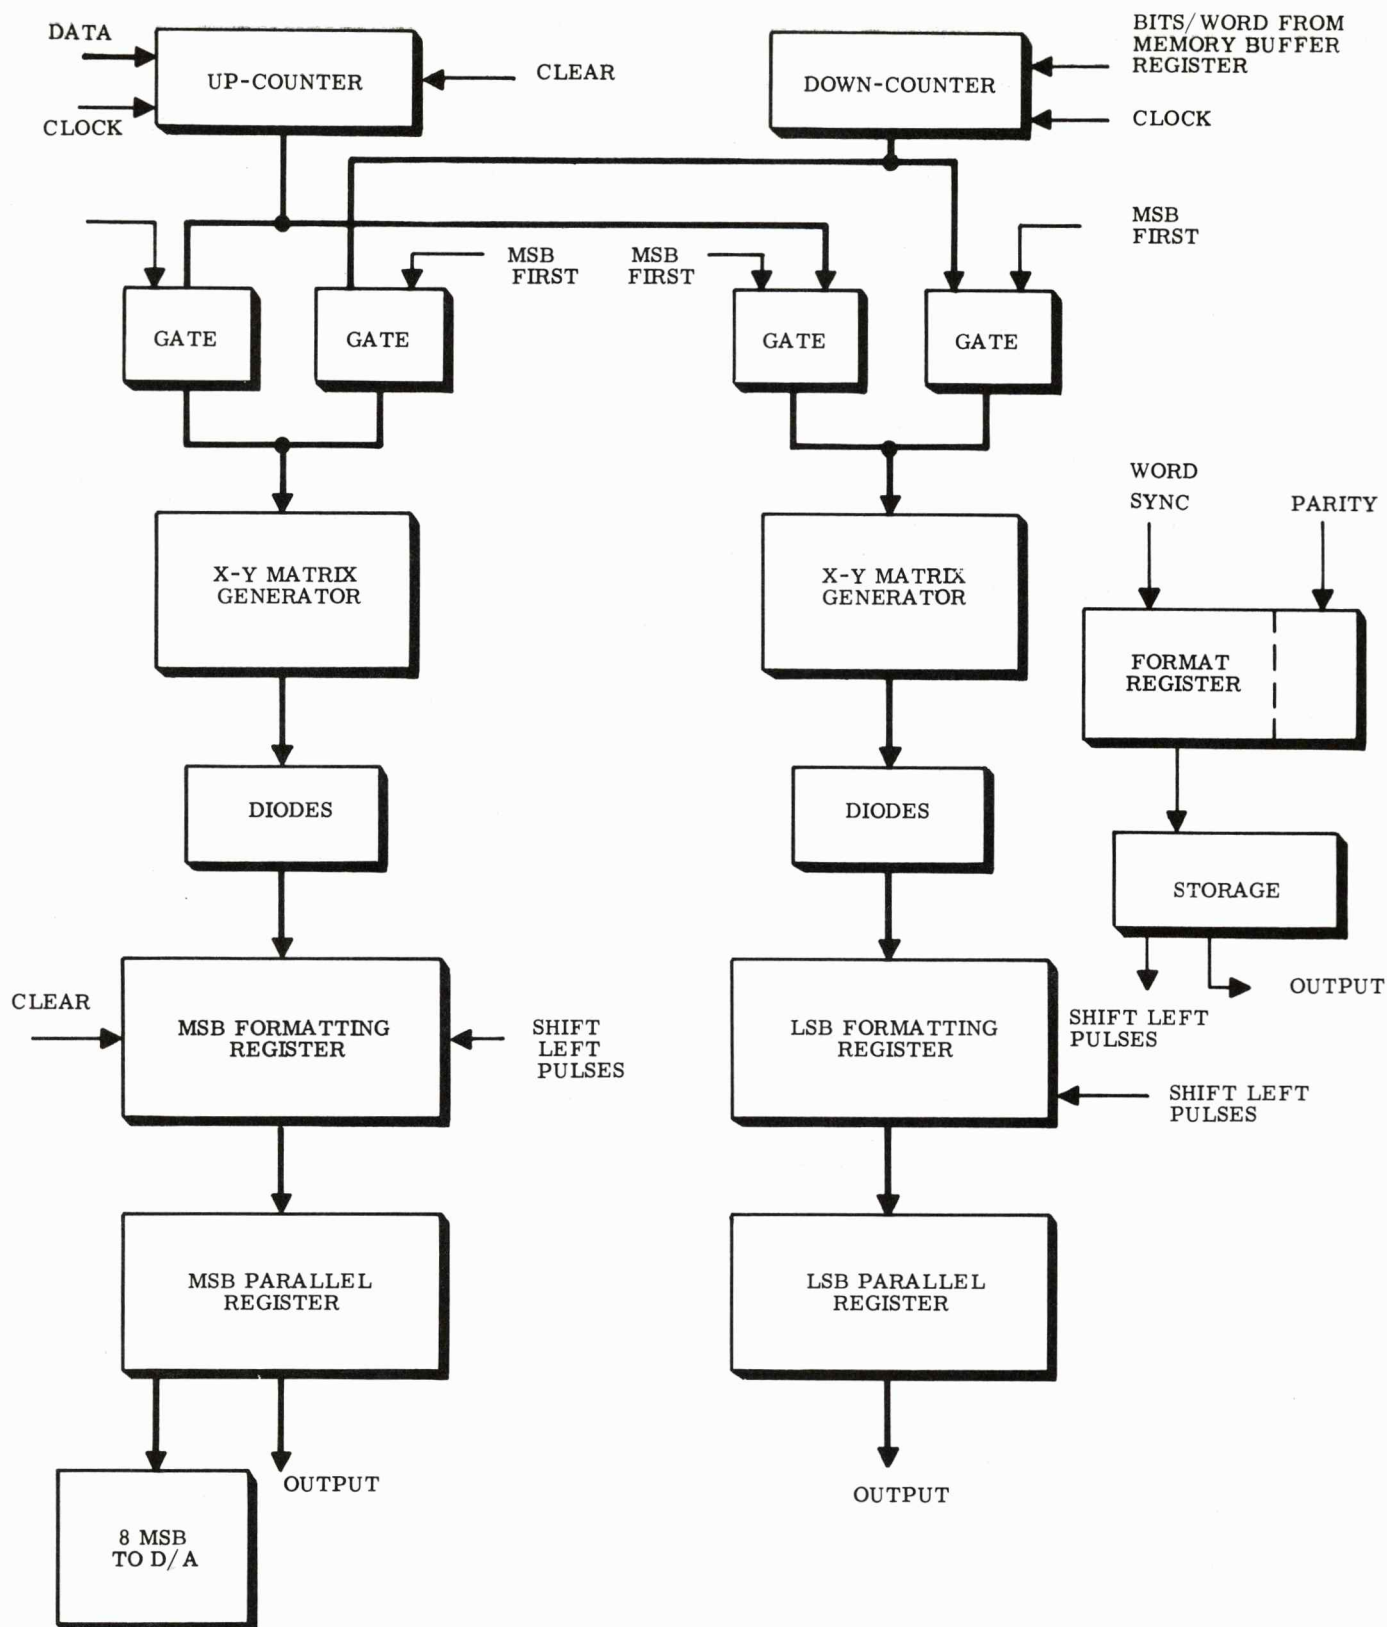 DATA
CLOCK
UP-COUNTER
CLEAR
DOWN-COUNTER
BITS/WORD FROM
MEMORY BUFFER
REGISTER
CLOCK
GATE
GATE
MSB
FIRST
MSB
FIRST
GATE
GATE
MSB
FIRST
X-Y MATRIX
GENERATOR
X-Y MATRIX
GENERATOR
WORD
SYNC
PARITY
FORMAT
REGISTER
DIODES
DIODES
STORAGE
SHIFT LEFT
PULSES
OUTPUT
CLEAR
MSB FORMATTING
REGISTER
SHIFT
LEFT
PULSES
LSB FORMATTING
REGISTER
SHIFT LEFT
PULSES
MSB PARALLEL
REGISTER
LSB PARALLEL
REGISTER
OUTPUT
OUTPUT
8 MSB
TO D/A